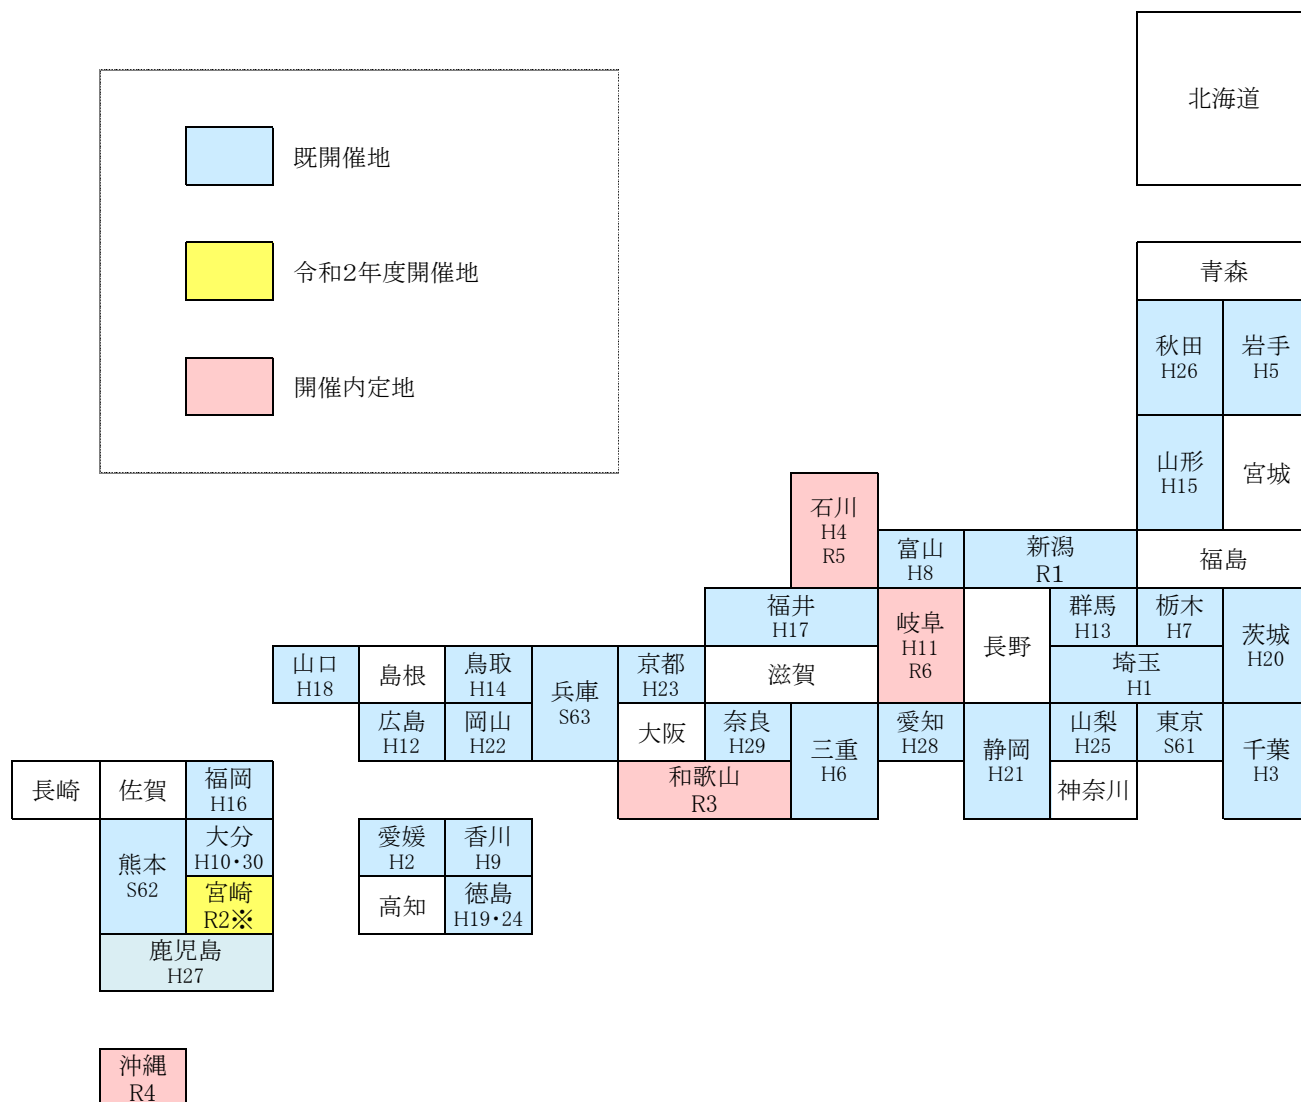 北海道
既開催地
令和2年度開催地
青森
秋田
H26
岩手
H5
開催内定地
山形
H15
宮城
石川
H4
R5
富山
H8
新潟
R1
福島
福井
H17
岐阜
H11
R6
長野
群馬
H13
栃木
H7
茨城
H20
山口
H18
島根
鳥取
H14
兵庫
S63
京都
H23
滋賀
埼玉
H1
広島
H12
岡山
H22
大阪
奈良
H29
三重
H6
愛知
H28
静岡
H21
山梨
H25
東京
S61
千葉
H3
長崎
佐賀
福岡
H16
和歌山
R3
神奈川
熊本
S62
大分
H10・30
愛媛
H2
香川
H9
宮崎
R2※
高知
徳島
H19・24
鹿児島
H27
沖縄
R4